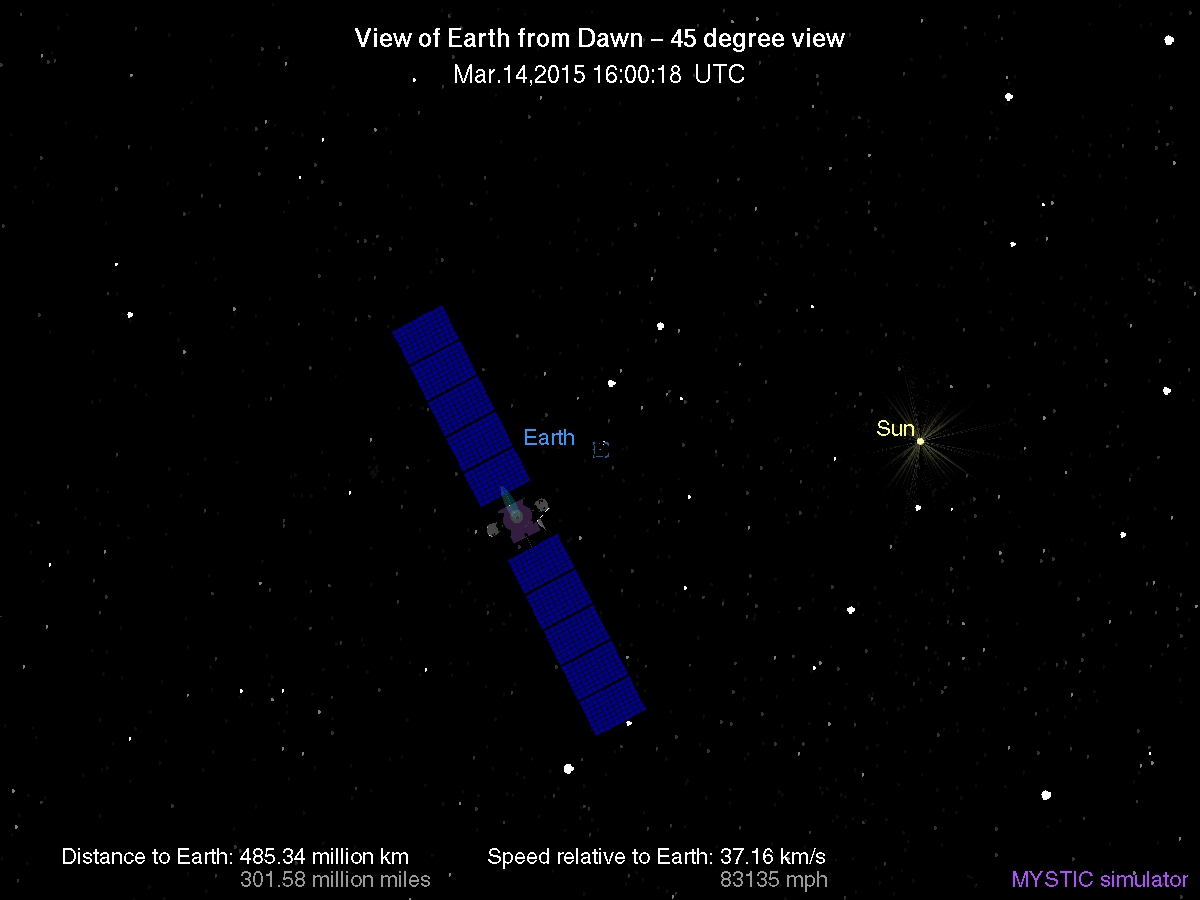 View of Earth from Dawn – 45 degree view
Mar.14,2015 16:00:18 UTC
Sun
Earth
Distance to Earth: 485.34 million km
301.58 million miles
Speed relative to Earth: 37.16 km/s
83135 mph
MYSTIC simulator